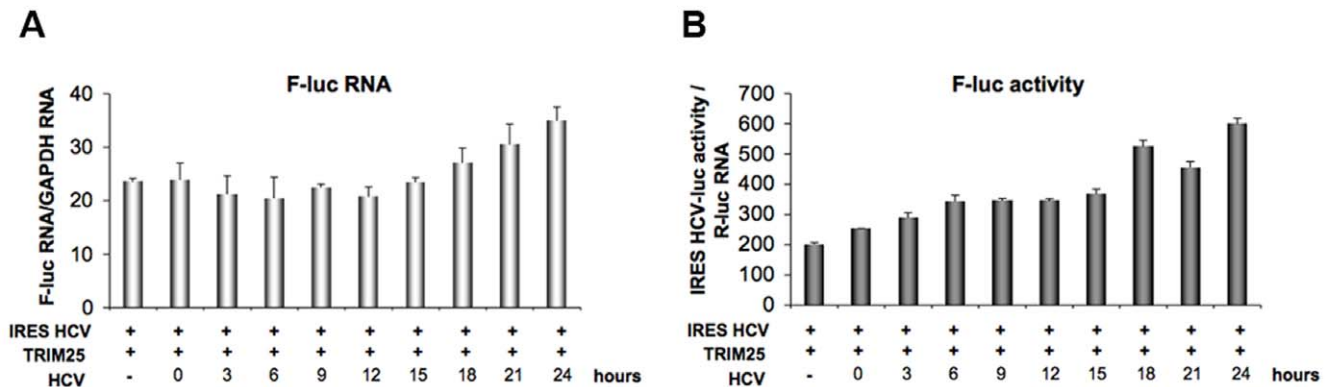 A
F-luc RNA
F-luc RNA/GAPDH RNA
40
30
20
10
0
IRES HCV + + + + + + + + + +
TRIM25 + + + + + + + + + +
HCV - 0 3 6 9 12 15 18 21 24 hours
B
F-luc activity
IRES HCV-luc activity /
R-luc RNA
700
600
500
400
300
200
100
0
IRES HCV + + + + + + + + + +
TRIM25 + + + + + + + + + +
HCV - 0 3 6 9 12 15 18 21 24 hours